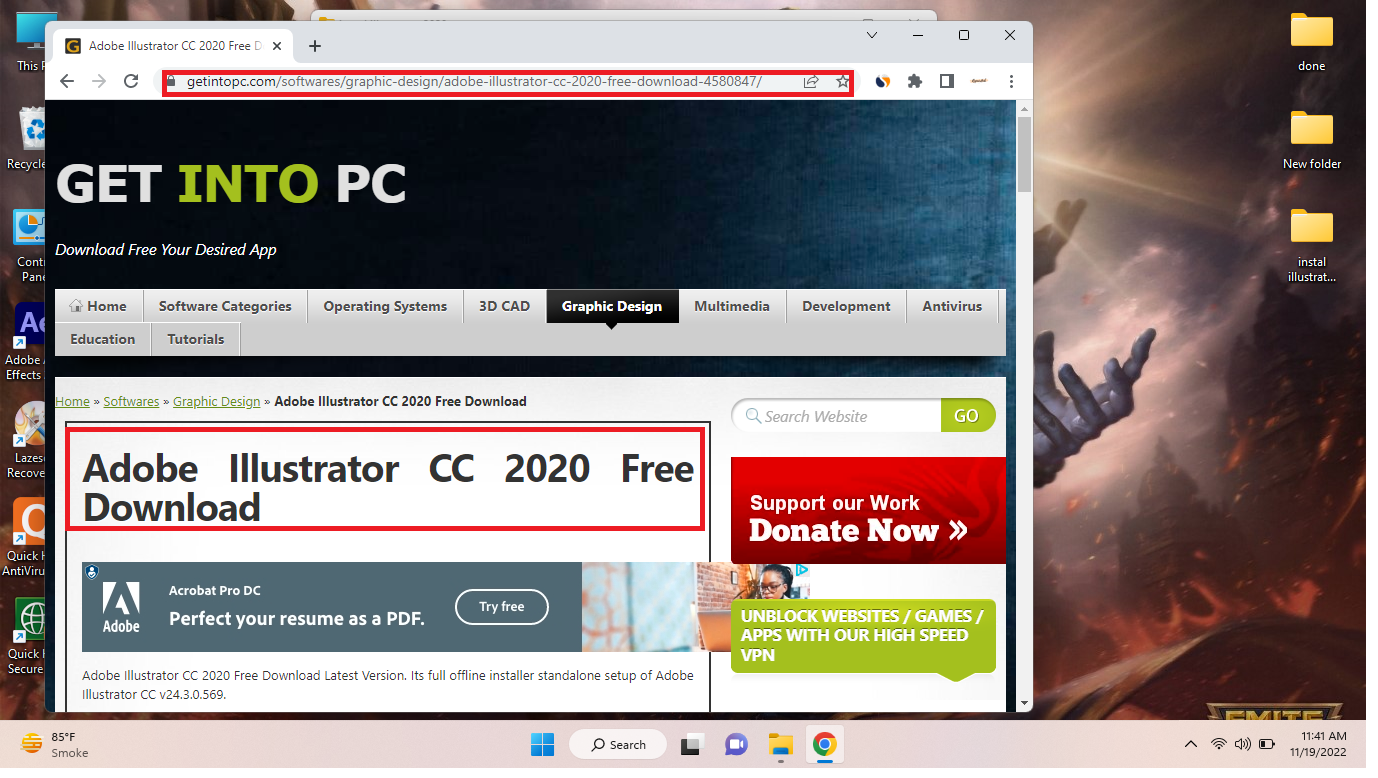 This P
Recycle
Contr
Pane
Ae
Adobe A
Effects
Lazes
Recove
Quick H
AntiViru
Quick H
Secure
Adobe Illustrator CC 2020 Free D
getintopc.com/softwares/graphic-design/adobe-illustrator-cc-2020-free-download-4580847/
GET INTO PC
Download Free Your Desired App
Home Software Categories Operating Systems 3D CAD Graphic Design Multimedia Development Antivirus
Education Tutorials
Home » Softwares » Graphic Design » Adobe Illustrator CC 2020 Free Download
Search Website GO
Adobe Illustrator CC 2020 Free
Download
Support our Work
Donate Now »
Adobe
Acrobat Pro DC
Perfect your resume as a PDF.
Try free
UNBLOCK WEBSITES / GAMES /
APPS WITH OUR HIGH SPEED
VPN
Adobe Illustrator CC 2020 Free Download Latest Version. Its full offline installer standalone setup of Adobe
Illustrator CC v24.3.0.569.
done
New folder
instal
illustrat...
SMITE
85°F
Smoke
Search
11:41 AM
11/19/2022